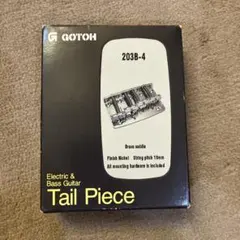 GOTOH
203B-4
Brass saddle
Finish Nickel String pitch 19mm
All mounting hardware is included
Electric &
Bass Guitar
Tail Piece